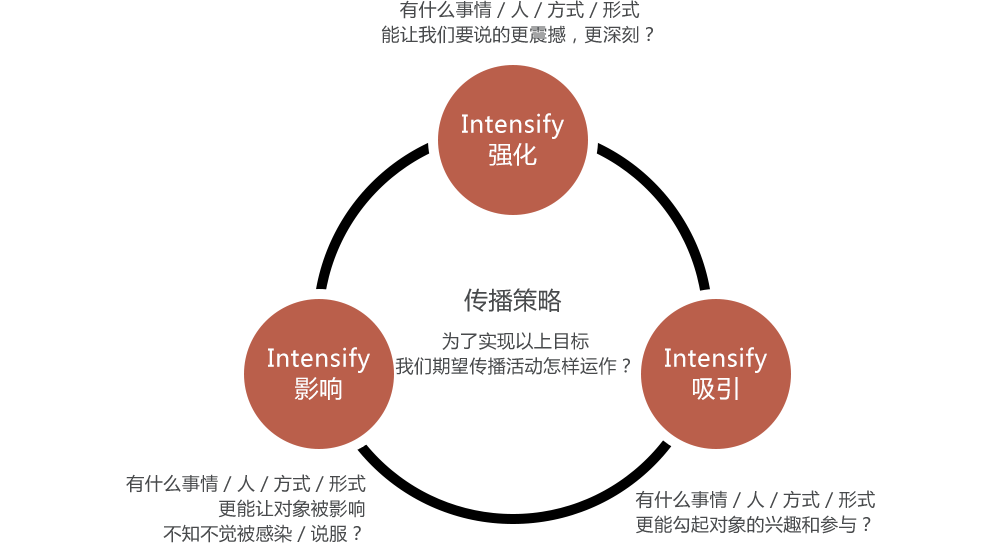 有什么事情 / 人 / 方式 / 形式
能让我们要说的更震撼，更深刻？
Intensify
强化
传播策略
为了实现以上目标
我们期望传播活动怎样运作？
Intensify
影响
Intensify
吸引
有什么事情 / 人 / 方式 / 形式
更能让对象被影响
不知不觉被感染 / 说服？
有什么事情 / 人 / 方式 / 形式
更能勾起对象的兴趣和参与？